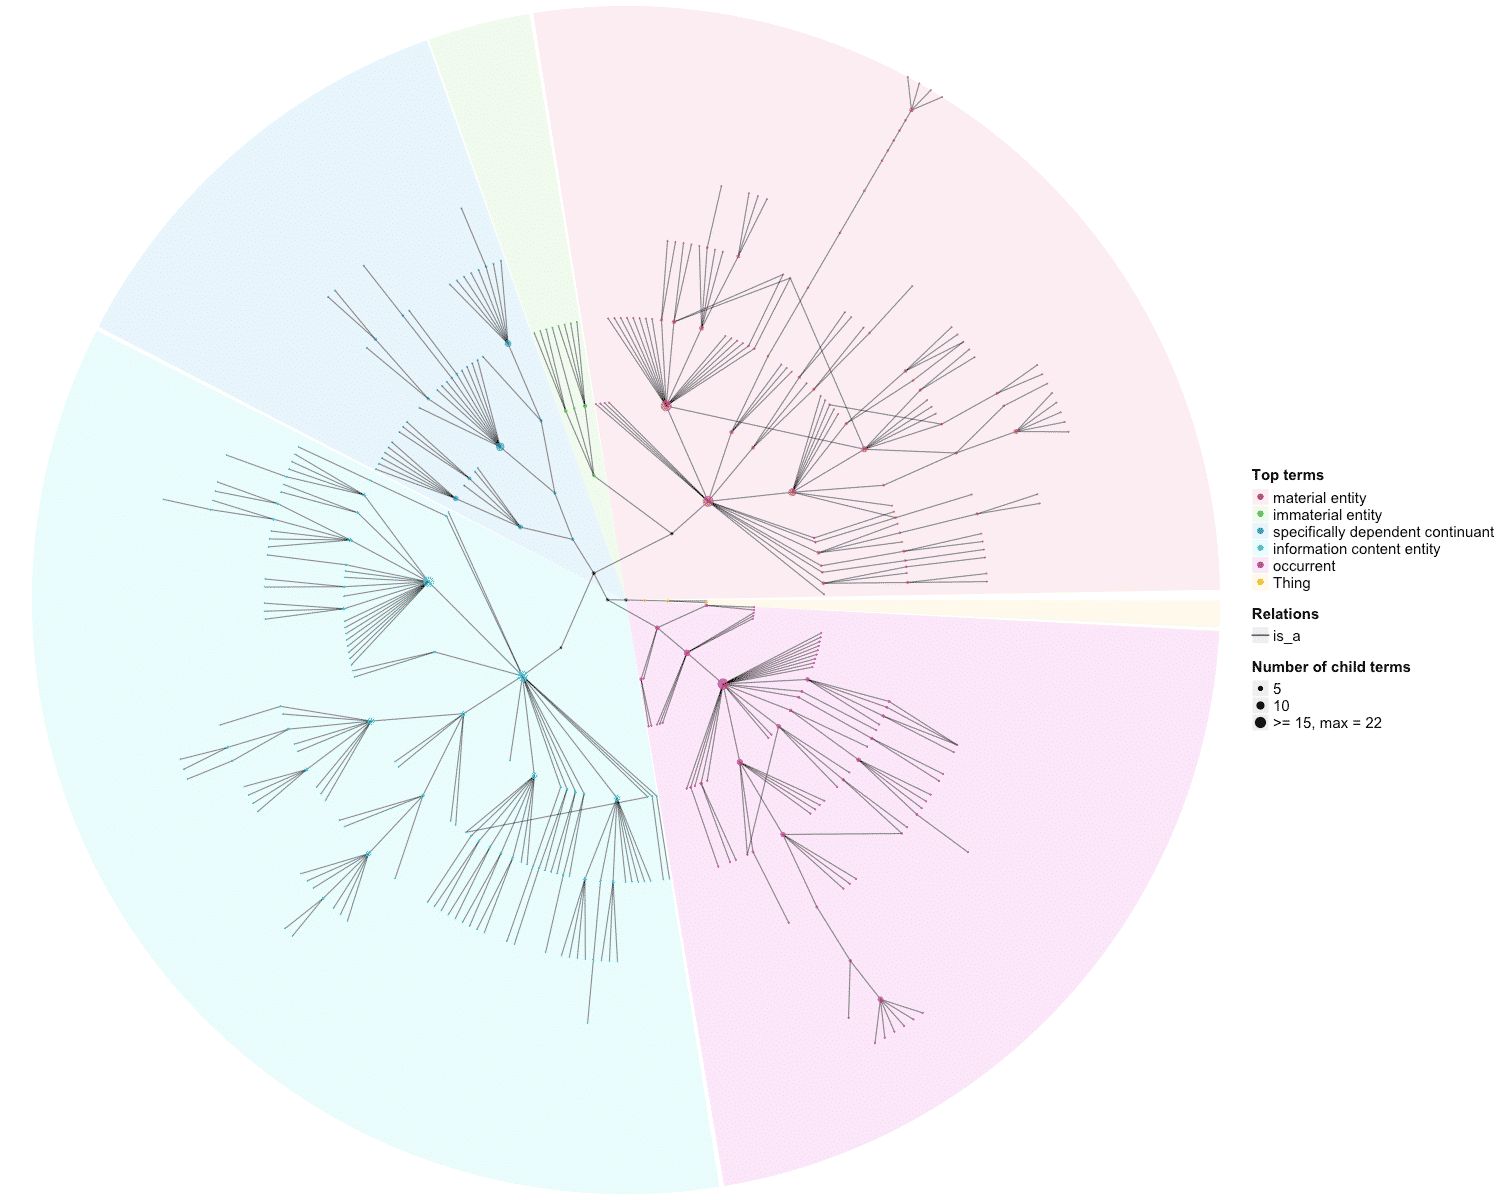 Top terms
material entity
immaterial entity
specifically dependent continuant
information content entity
occurrent
Thing
Relations
is_a
Number of child terms
5
10
>= 15, max = 22